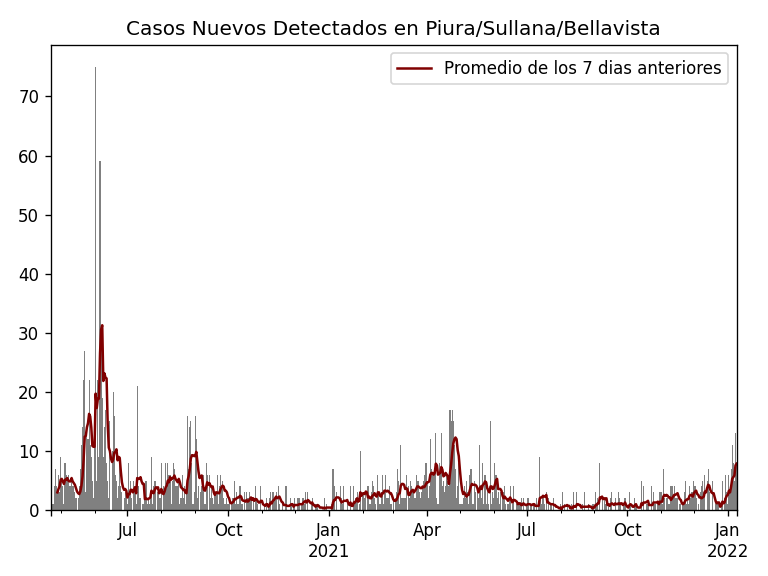 Casos Nuevos Detectados en Piura/Sullana/Bellavista
Promedio de los 7 dias anteriores
70
60
50
40
30
20
10
0
Jul
Oct
Jan
2021
Apr
Jul
Oct
Jan
2022